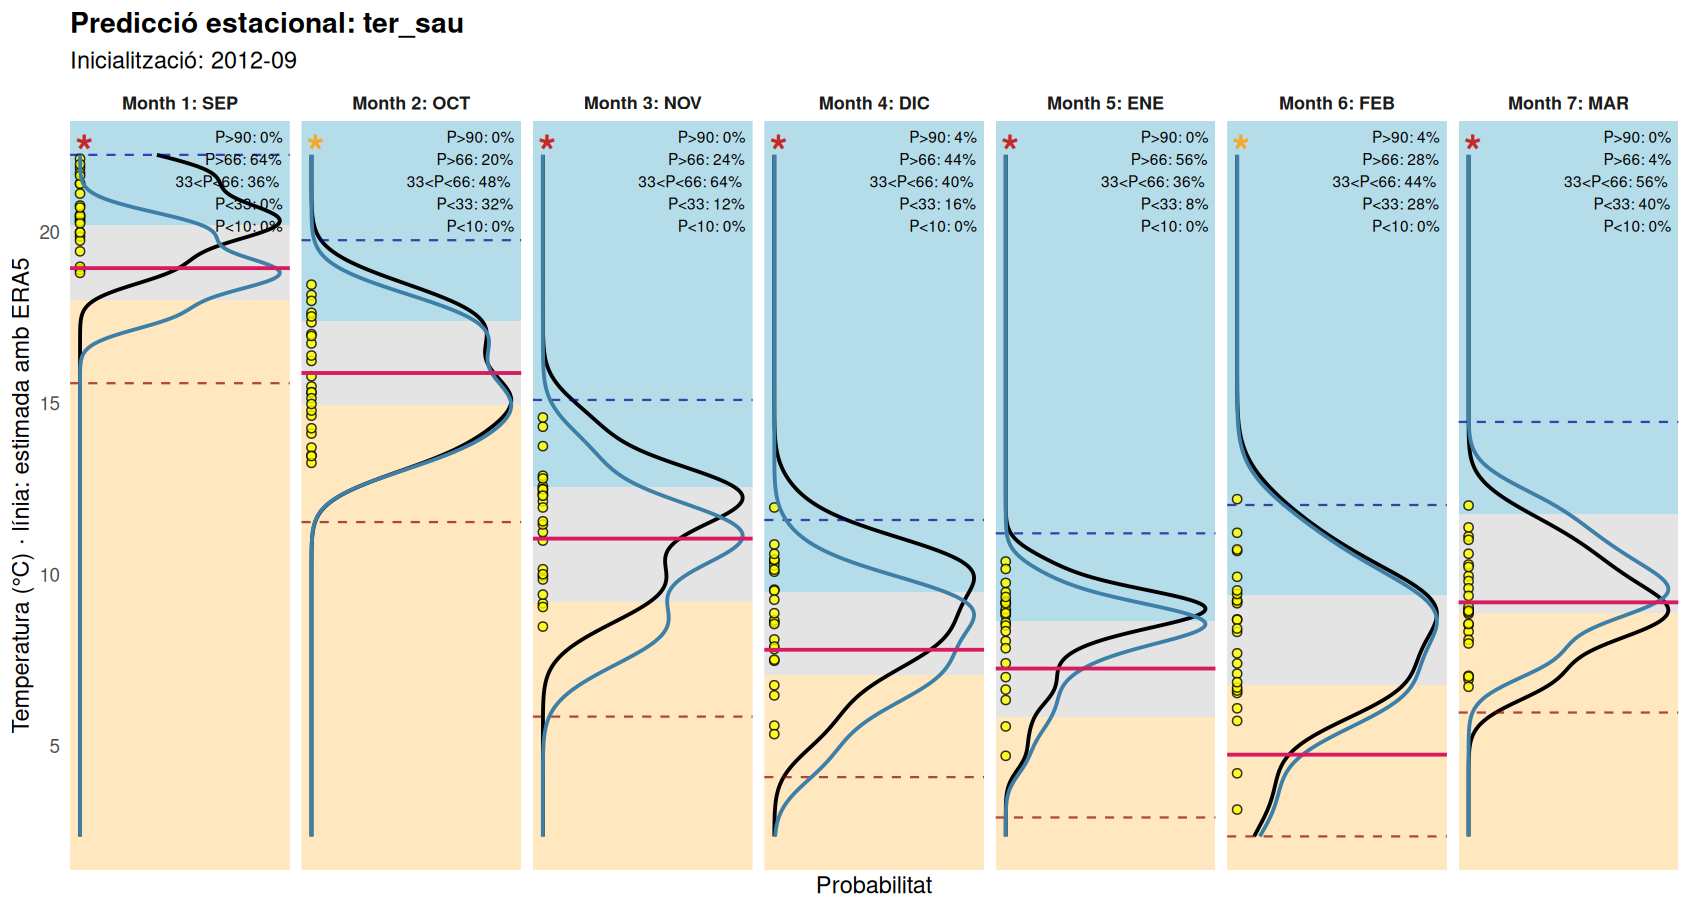 Predicció estacional: ter_sau
Inicialització: 2012-09
Month 1: SEP
Month 2: OCT
Month 3: NOV
Month 4: DIC
Month 5: ENE
Month 6: FEB
Month 7: MAR
*
P>90: 0%
P>66: 64%
33<P<66: 36%
P<33: 0%
P<10: 0%
*
P>90: 0%
P>66: 20%
33<P<66: 48%
P<33: 32%
P<10: 0%
*
P>90: 0%
P>66: 24%
33<P<66: 64%
P<33: 12%
P<10: 0%
*
P>90: 4%
P>66: 44%
33<P<66: 40%
P<33: 16%
P<10: 0%
*
P>90: 0%
P>66: 56%
33<P<66: 36%
P<33: 8%
P<10: 0%
*
P>90: 4%
P>66: 28%
33<P<66: 44%
P<33: 28%
P<10: 0%
*
P>90: 0%
P>66: 4%
33<P<66: 56%
P<33: 40%
P<10: 0%
20
15
10
5
Temperatura (°C) · línia: estimada amb ERA5
Probabilitat